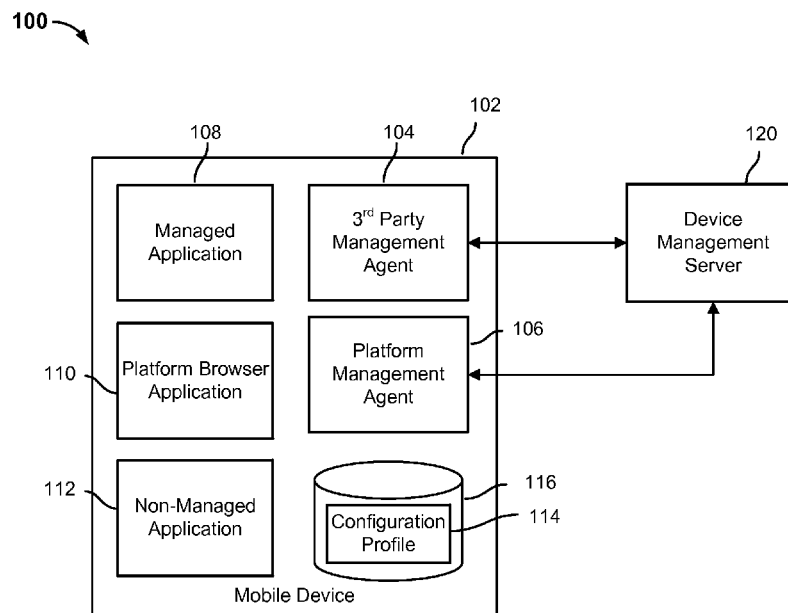 100
102
108
104
120
Managed
Application
3rd Party
Management
Agent
Device
Management
Server
106
110
Platform Browser
Application
Platform
Management
Agent
112
Non-Managed
Application
116
Configuration
Profile
114
Mobile Device